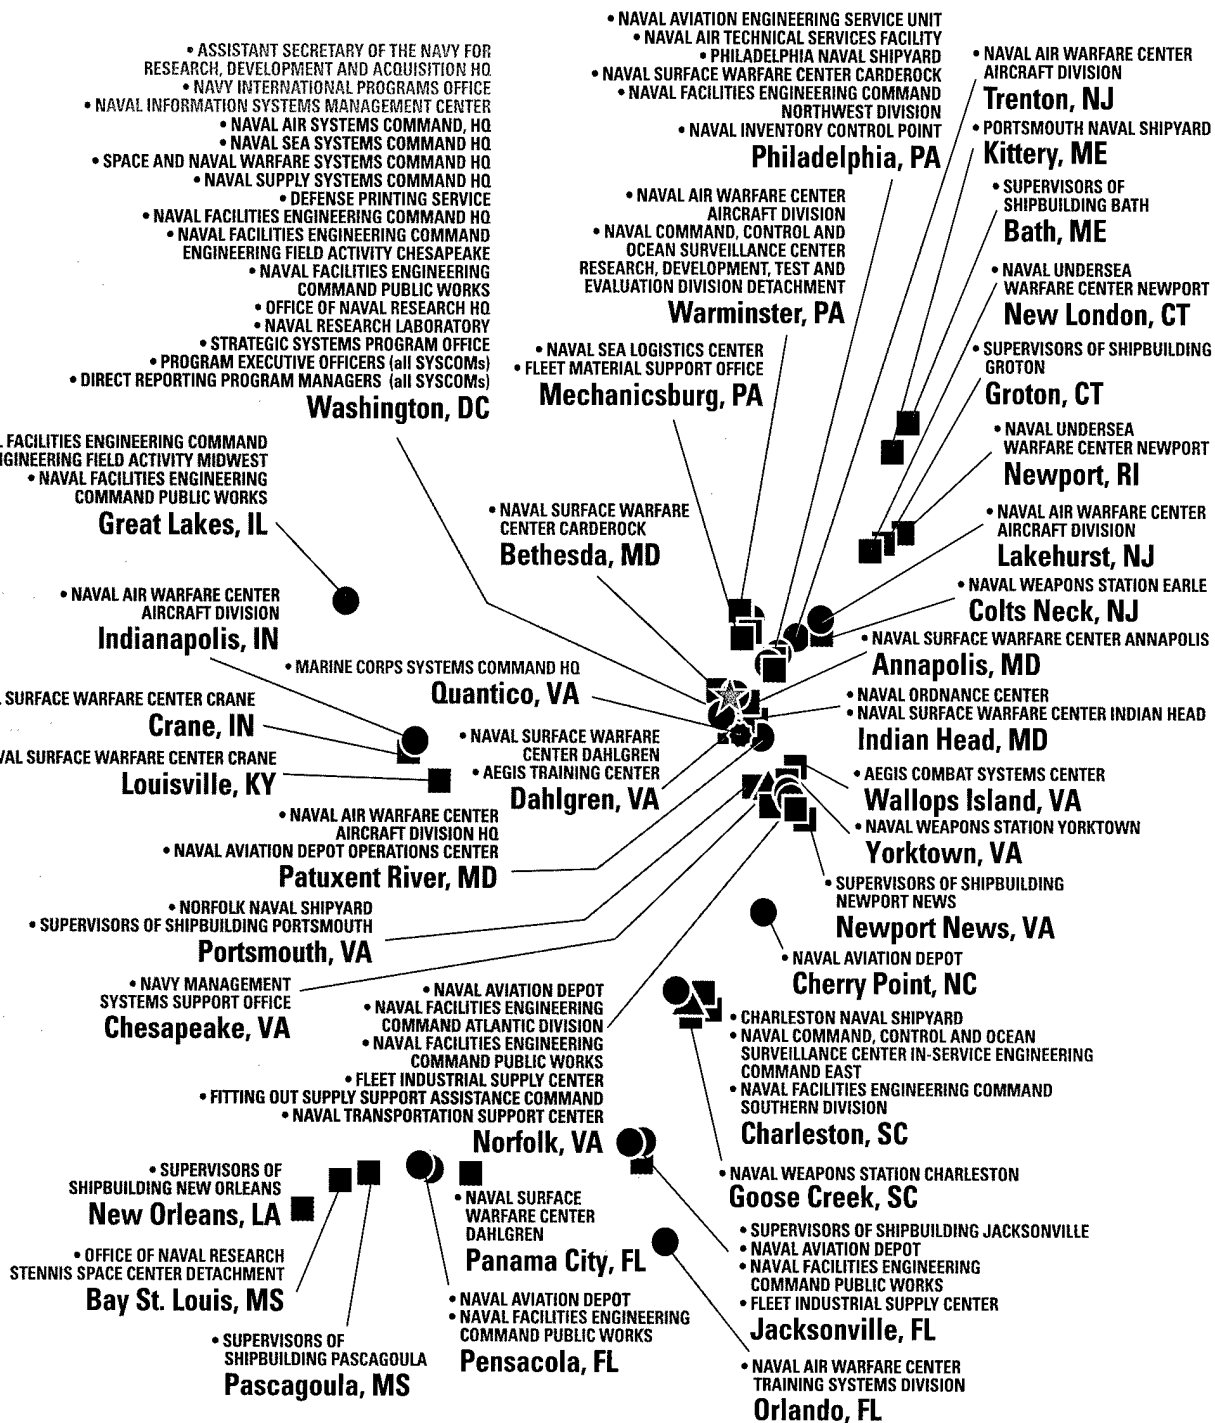 • ASSISTANT SECRETARY OF THE NAVY FOR
RESEARCH, DEVELOPMENT AND ACQUISITION HQ
• NAVY INTERNATIONAL PROGRAMS OFFICE
• NAVAL INFORMATION SYSTEMS MANAGEMENT CENTER
• NAVAL AIR SYSTEMS COMMAND, HQ
• NAVAL SEA SYSTEMS COMMAND HQ
• SPACE AND NAVAL WARFARE SYSTEMS COMMAND HQ
• NAVAL SUPPLY SYSTEMS COMMAND HQ
• DEFENSE PRINTING SERVICE
• NAVAL FACILITIES ENGINEERING COMMAND HQ
• NAVAL FACILITIES ENGINEERING COMMAND
ENGINEERING FIELD ACTIVITY CHESAPEAKE
• NAVAL FACILITIES ENGINEERING
COMMAND PUBLIC WORKS
• OFFICE OF NAVAL RESEARCH HQ
• NAVAL RESEARCH LABORATORY
• STRATEGIC SYSTEMS PROGRAM OFFICE
• PROGRAM EXECUTIVE OFFICERS (all SYSCOMs)
• DIRECT REPORTING PROGRAM MANAGERS (all SYSCOMs)
Washington, DC
• NAVAL AVIATION ENGINEERING SERVICE UNIT
• NAVAL AIR TECHNICAL SERVICES FACILITY
• PHILADELPHIA NAVAL SHIPYARD
• NAVAL SURFACE WARFARE CENTER CARDEROCK
• NAVAL FACILITIES ENGINEERING COMMAND
NORTHWEST DIVISION
• NAVAL INVENTORY CONTROL POINT
Philadelphia, PA
• NAVAL AIR WARFARE CENTER
AIRCRAFT DIVISION
Trenton, NJ
• PORTSMOUTH NAVAL SHIPYARD
Kittery, ME
• SUPERVISORS OF
SHIPBUILDING BATH
Bath, ME
• NAVAL AIR WARFARE CENTER
AIRCRAFT DIVISION
• NAVAL COMMAND, CONTROL AND
OCEAN SURVEILLANCE CENTER
RESEARCH, DEVELOPMENT, TEST AND
EVALUATION DIVISION DETACHMENT
Warminster, PA
• NAVAL UNDERSEA
WARFARE CENTER NEWPORT
New London, CT
• NAVAL SEA LOGISTICS CENTER
• FLEET MATERIAL SUPPORT OFFICE
Mechanicsburg, PA
• SUPERVISORS OF SHIPBUILDING
GROTON
Groton, CT
• NAVAL UNDERSEA
WARFARE CENTER NEWPORT
Newport, RI
FACILITIES ENGINEERING COMMAND
FIELD ACTIVITY MIDWEST
• NAVAL FACILITIES ENGINEERING
COMMAND PUBLIC WORKS
Great Lakes, IL
• NAVAL SURFACE WARFARE
CENTER CARDEROCK
Bethesda, MD
• NAVAL AIR WARFARE CENTER
AIRCRAFT DIVISION
Lakehurst, NJ
• NAVAL WEAPONS STATION EARLE
Colts Neck, NJ
• NAVAL AIR WARFARE CENTER
AIRCRAFT DIVISION
Indianapolis, IN
• NAVAL SURFACE WARFARE CENTER ANNAPOLIS
Annapolis, MD
• MARINE CORPS SYSTEMS COMMAND HQ
Quantico, VA
• NAVAL ORDNANCE CENTER
• NAVAL SURFACE WARFARE CENTER INDIAN HEAD
Indian Head, MD
SURFACE WARFARE CENTER CRANE
Crane, IN
• NAVAL SURFACE WARFARE
CENTER DAHLGREN
• AEGIS TRAINING CENTER
Dahlgren, VA
SURFACE WARFARE CENTER CRANE
Louisville, KY
• AEGIS COMBAT SYSTEMS CENTER
Wallops Island, VA
• NAVAL AIR WARFARE CENTER
AIRCRAFT DIVISION HQ
• NAVAL AVIATION DEPOT OPERATIONS CENTER
Patuxent River, MD
• NAVAL WEAPONS STATION YORKTOWN
Yorktown, VA
• SUPERVISORS OF SHIPBUILDING
NEWPORT NEWS
Newport News, VA
• NORFOLK NAVAL SHIPYARD
• SUPERVISORS OF SHIPBUILDING PORTSMOUTH
Portsmouth, VA
• NAVAL AVIATION DEPOT
Cherry Point, NC
• NAVY MANAGEMENT
SYSTEMS SUPPORT OFFICE
Chesapeake, VA
• NAVAL AVIATION DEPOT
• NAVAL FACILITIES ENGINEERING
COMMAND ATLANTIC DIVISION
• NAVAL FACILITIES ENGINEERING
COMMAND PUBLIC WORKS
• FLEET INDUSTRIAL SUPPLY CENTER
• FITTING OUT SUPPLY SUPPORT ASSISTANCE COMMAND
• NAVAL TRANSPORTATION SUPPORT CENTER
Norfolk, VA
• CHARLESTON NAVAL SHIPYARD
• NAVAL COMMAND, CONTROL AND OCEAN
SURVEILLANCE CENTER IN-SERVICE ENGINEERING
COMMAND EAST
• NAVAL FACILITIES ENGINEERING COMMAND
SOUTHERN DIVISION
Charleston, SC
• NAVAL WEAPONS STATION CHARLESTON
Goose Creek, SC
• SUPERVISORS OF
SHIPBUILDING NEW ORLEANS
New Orleans, LA
• NAVAL SURFACE
WARFARE CENTER
DAHLGREN
Panama City, FL
• SUPERVISORS OF SHIPBUILDING JACKSONVILLE
• NAVAL AVIATION DEPOT
• NAVAL FACILITIES ENGINEERING
COMMAND PUBLIC WORKS
• FLEET INDUSTRIAL SUPPLY CENTER
Jacksonville, FL
• OFFICE OF NAVAL RESEARCH
STENNIS SPACE CENTER DETACHMENT
Bay St. Louis, MS
• NAVAL AVIATION DEPOT
• NAVAL FACILITIES ENGINEERING
COMMAND PUBLIC WORKS
Pensacola, FL
• SUPERVISORS OF
SHIPBUILDING PASCAGOULA
Pascagoula, MS
• NAVAL AIR WARFARE CENTER
TRAINING SYSTEMS DIVISION
Orlando, FL